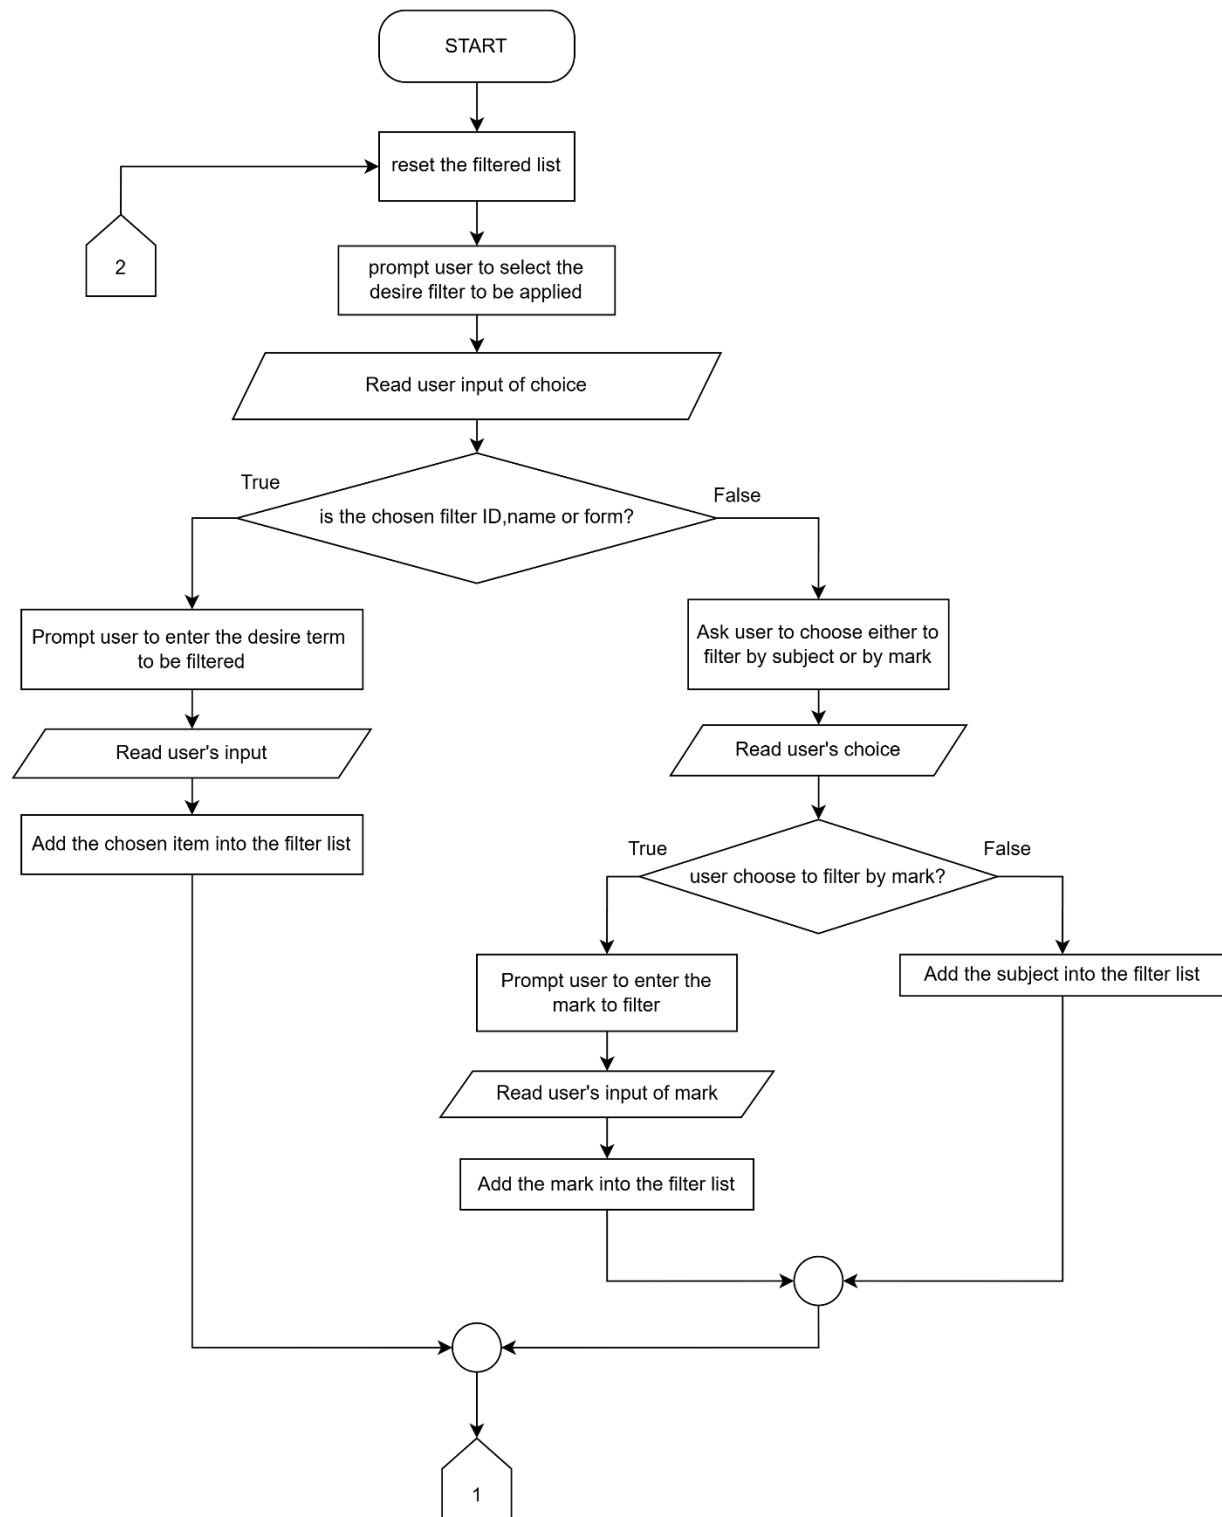 START
reset the filtered list
2
prompt user to select the
desire filter to be applied
Read user input of choice
True
False
is the chosen filter ID,name or form?
Prompt user to enter the desire term
to be filtered
Ask user to choose either to
filter by subject or by mark
Read user's input
Read user's choice
Add the chosen item into the filter list
True
False
user choose to filter by mark?
Prompt user to enter the
mark to filter
Add the subject into the filter list
Read user's input of mark
Add the mark into the filter list
1